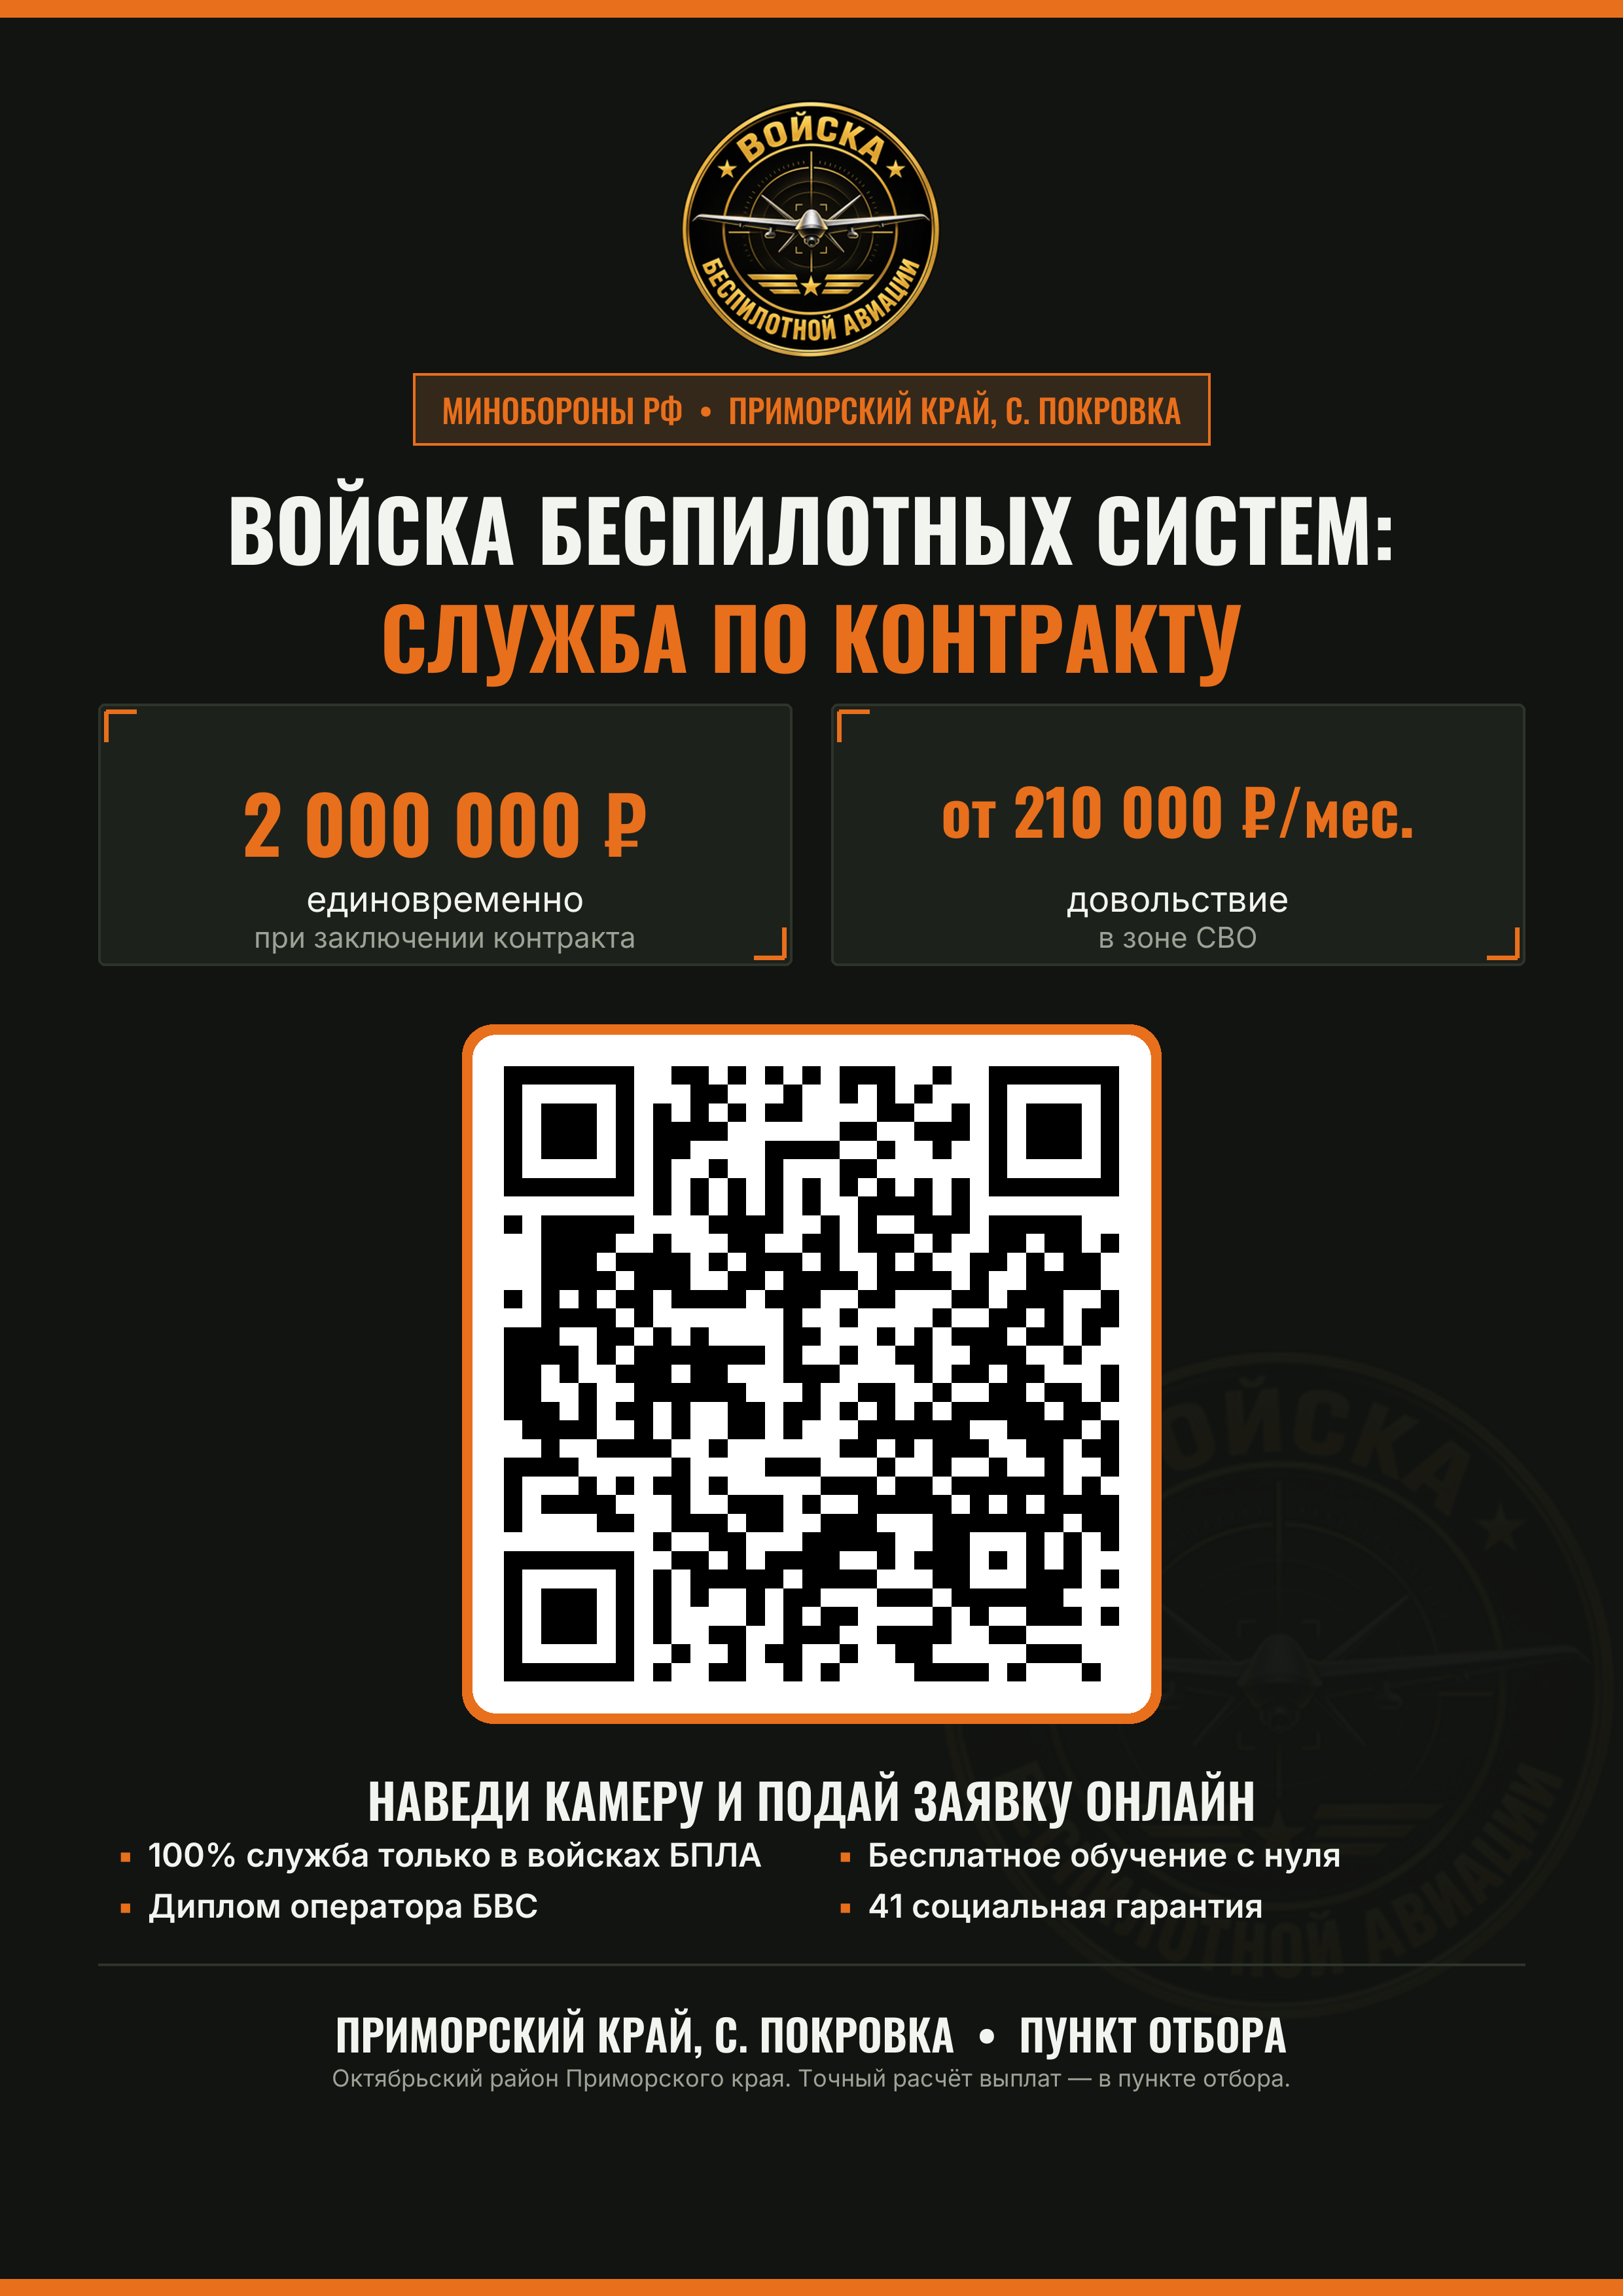 ВОЙСКА
БЕСПИЛОТНОЙ АВИАЦИИ
МИНОБОРОНЫ РФ • ПРИМОРСКИЙ КРАЙ, С. ПОКРОВКА
ВОЙСКА БЕСПИЛОТНЫХ СИСТЕМ:
СЛУЖБА ПО КОНТРАКТУ
2 000 000 ₽
единовременно
при заключении контракта
от 210 000 ₽/мес.
довольствие
в зоне СВО
ВОЙСКА
БЕСПИЛОТНОЙ АВИАЦИИ
НАВЕДИ КАМЕРУ И ПОДАЙ ЗАЯВКУ ОНЛАЙН
▪ 100% служба только в войсках БПЛА
▪ Бесплатное обучение с нуля
▪ Диплом оператора БВС
▪ 41 социальная гарантия
ПРИМОРСКИЙ КРАЙ, С. ПОКРОВКА • ПУНКТ ОТБОРА
Октябрьский район Приморского края. Точный расчёт выплат — в пункте отбора.